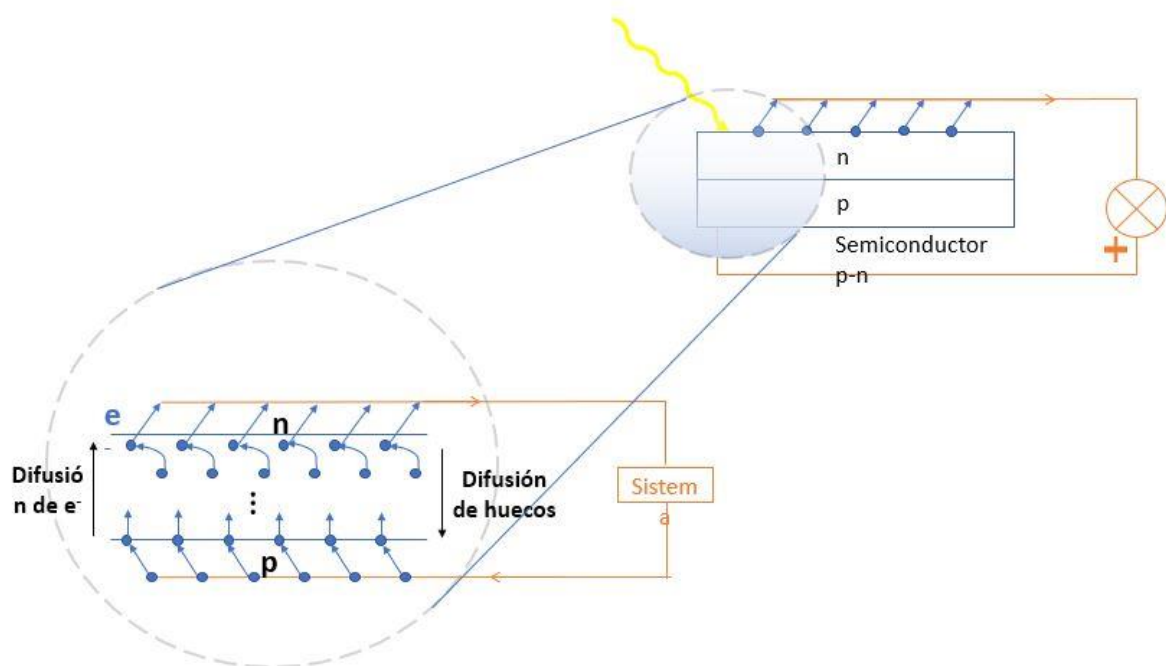 n
p
Semiconductor
p-n
+
e
-
n
Difusió
n de e-
Difusión
de huecos
⋮
Sistem
a
p